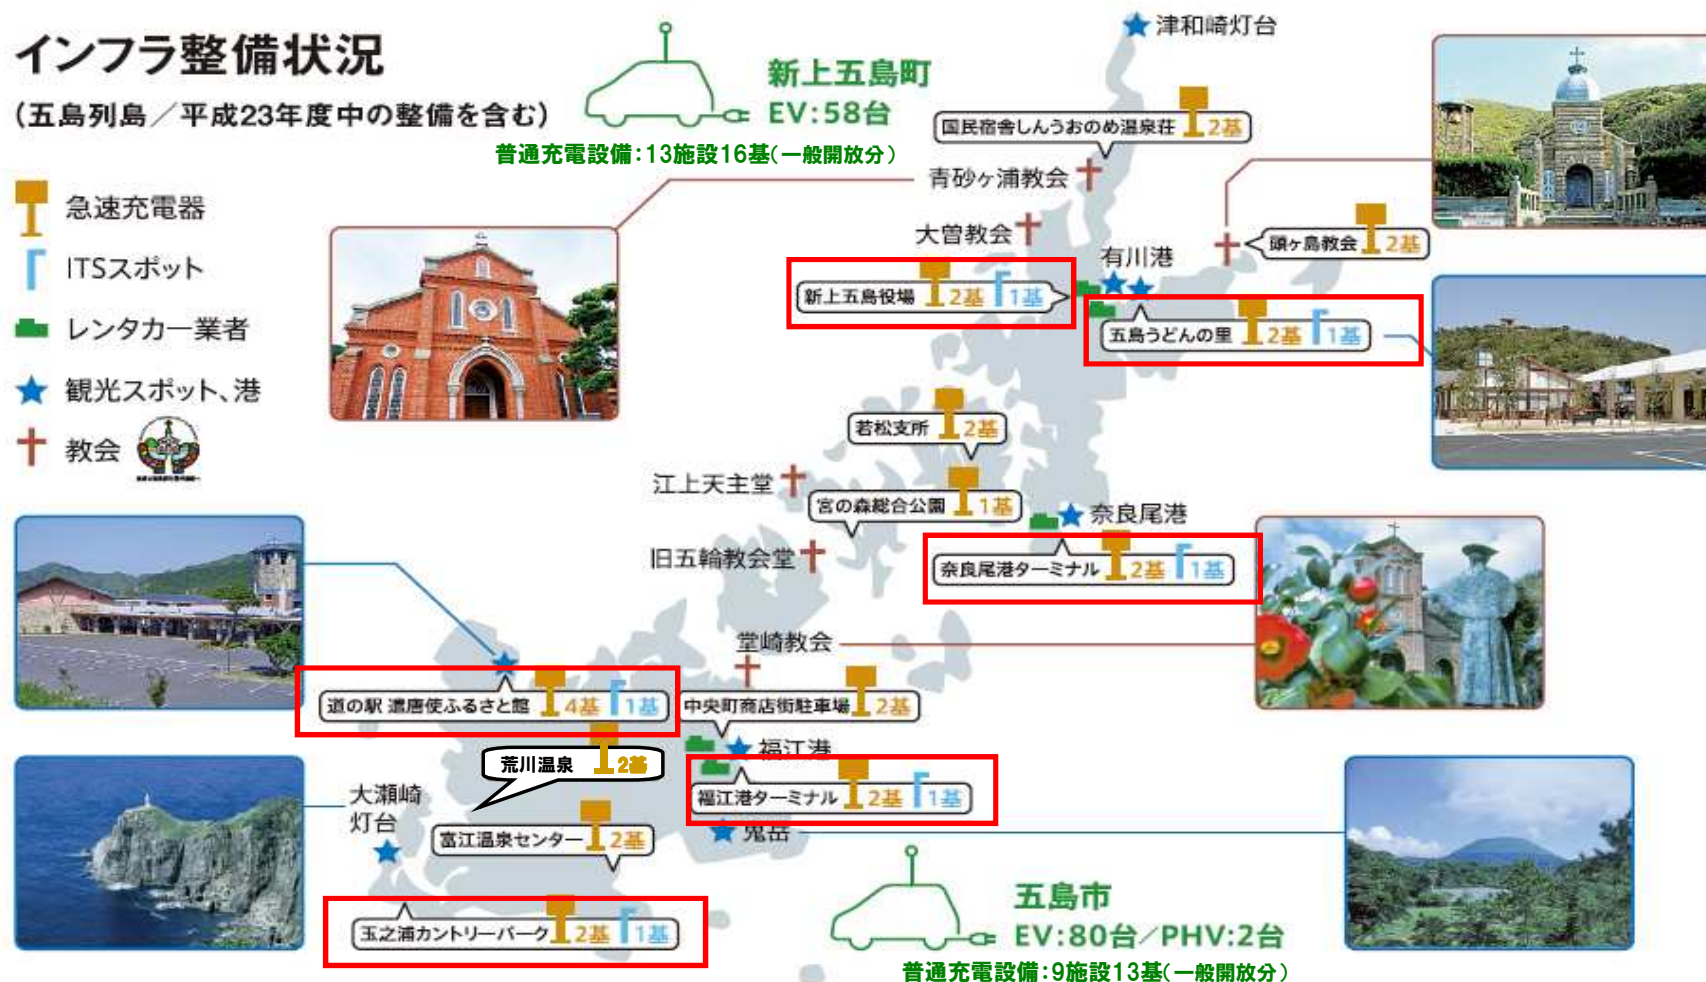 インフラ整備状況
(五島列島／平成23年度中の整備を含む)
急速充電器
ITSスポット
レンタカー業者
観光スポット、港
教会
新上五島町
EV:58台
普通充電設備:13施設16基(一般開放分)
津和崎灯台
国民宿舎しんうおのめ温泉荘 2基
青砂ヶ浦教会
大曽教会
頭ヶ島教会 2基
有川港
新上五島役場 2基 1基
五島うどんの里 2基 1基
若松支所 2基
江上天主堂
宮の森総合公園 1基
奈良尾港
旧五輪教会堂
奈良尾港ターミナル 2基 1基
堂崎教会
道の駅 遣唐使ふるさと館 4基 1基
中央町商店街駐車場 2基
福江港
荒川温泉 2基
福江港ターミナル 2基 1基
大瀬崎
灯台
富江温泉センター 2基
鬼岳
玉之浦カントリーパーク 2基 1基
五島市
EV:80台／PHV:2台
普通充電設備:9施設13基(一般開放分)